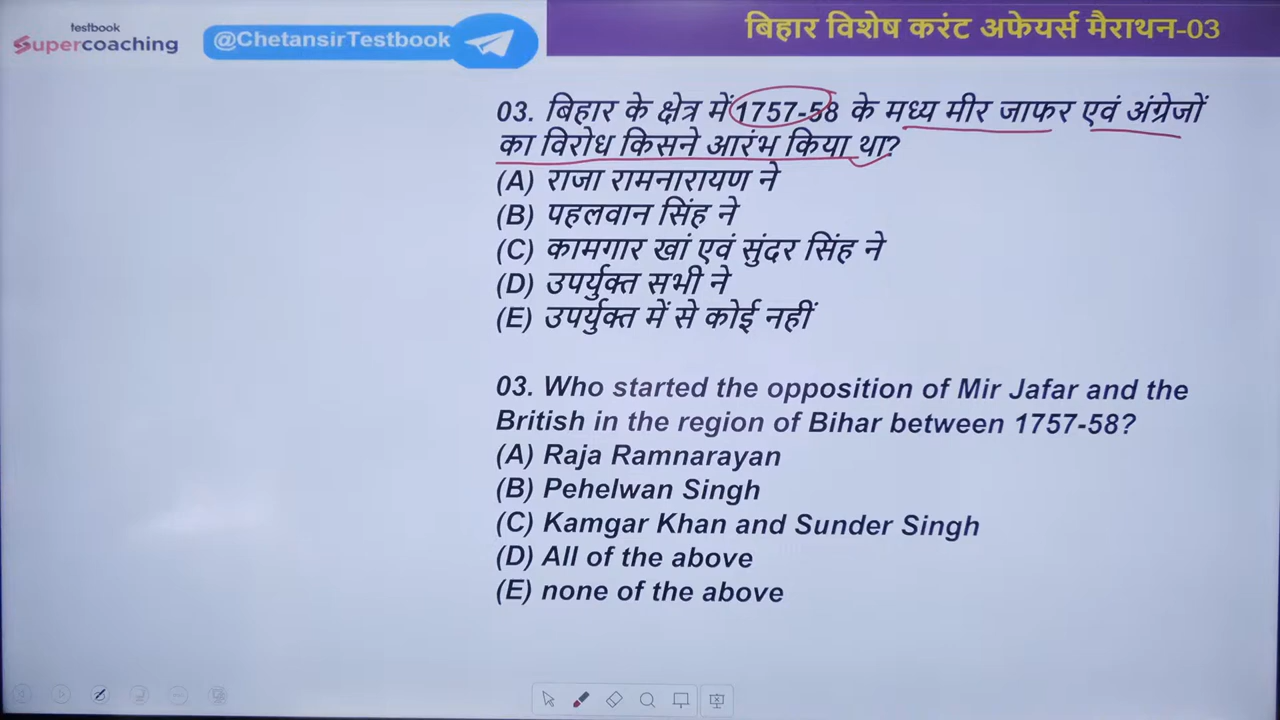 testbook
Supercoaching
@ChetansirTestbook
बिहार विशेष करंट अफेयर्स मैराथन-03
03. बिहार के क्षेत्र में 1757-58 के मध्य मीर जाफर एवं अंग्रेजों
का विरोध किसने आरंभ किया था?
(A) राजा रामनारायण ने
(B) पहलवान सिंह ने
(C) कामगार खां एवं सुंदर सिंह ने
(D) उपर्युक्त सभी ने
(E) उपर्युक्त में से कोई नहीं
03. Who started the opposition of Mir Jafar and the
British in the region of Bihar between 1757-58?
(A) Raja Ramnarayan
(B) Pehelwan Singh
(C) Kamgar Khan and Sunder Singh
(D) All of the above
(E) none of the above